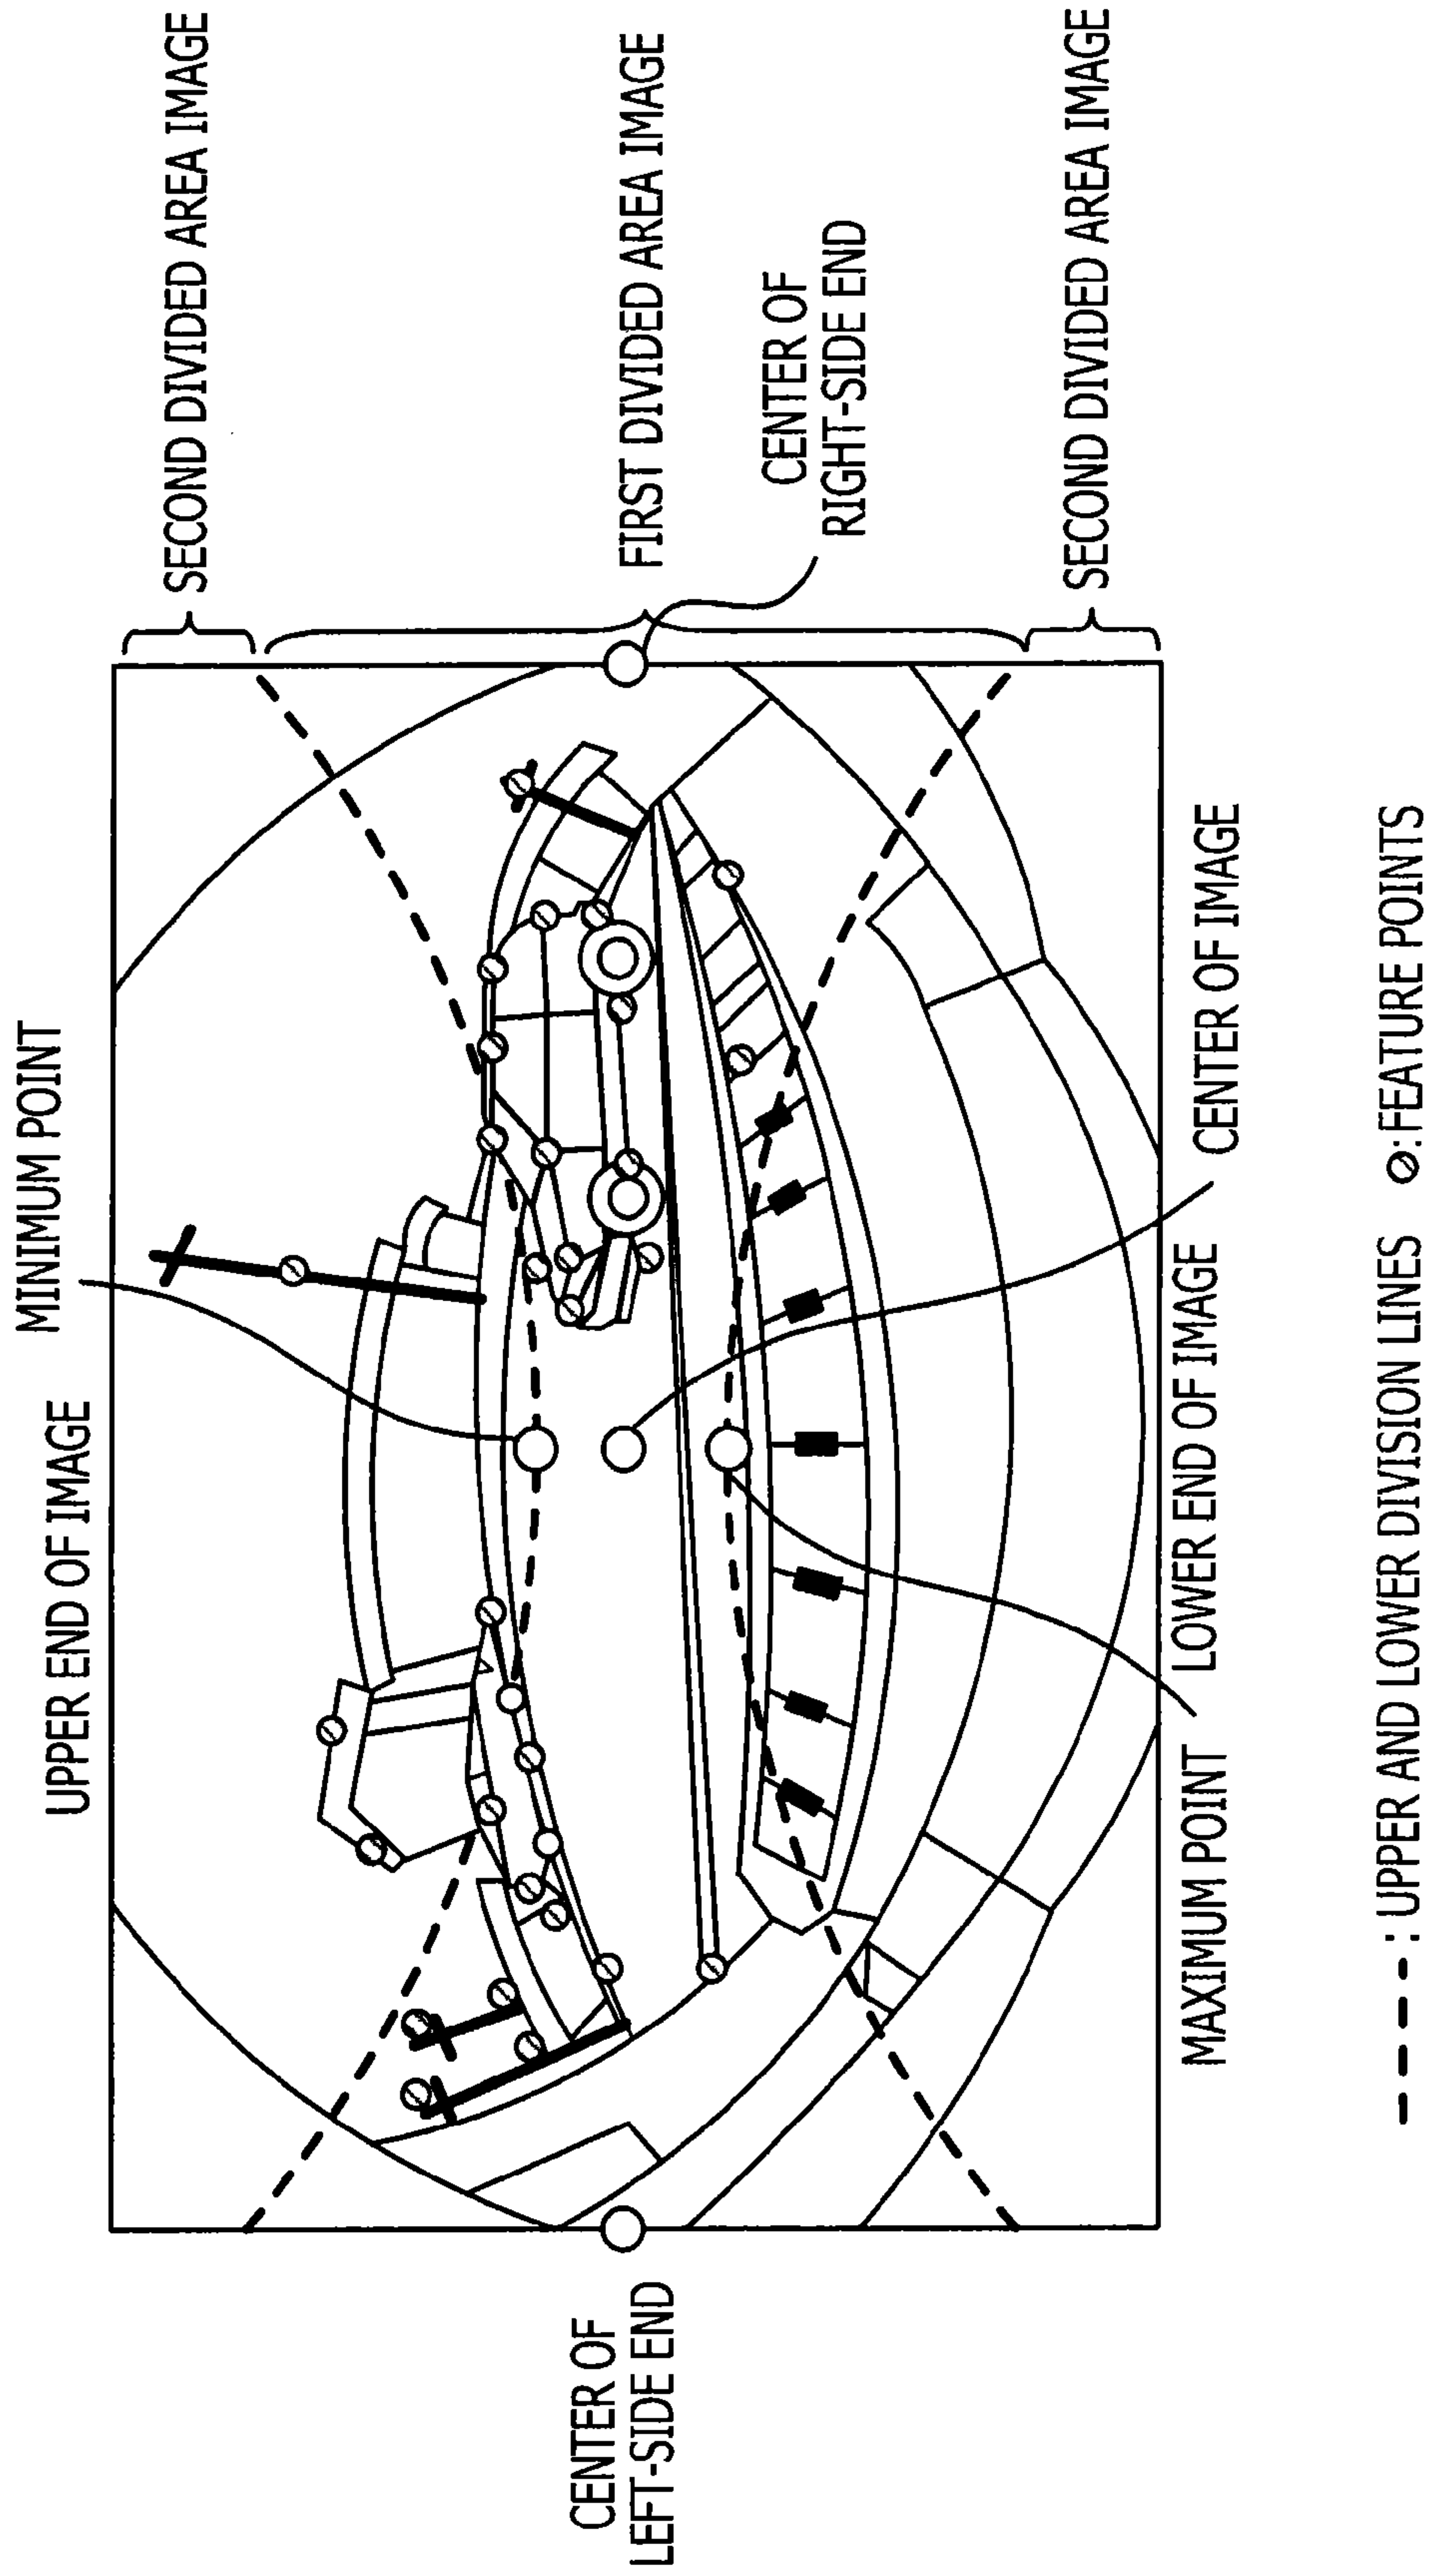 UPPER END OF IMAGE
MINIMUM POINT
SECOND DIVIDED AREA IMAGE
FIRST DIVIDED AREA IMAGE
CENTER OF
LEFT-SIDE END
CENTER OF
RIGHT-SIDE END
SECOND DIVIDED AREA IMAGE
MAXIMUM POINT
LOWER END OF IMAGE
CENTER OF IMAGE
: UPPER AND LOWER DIVISION LINES
:FEATURE POINTS